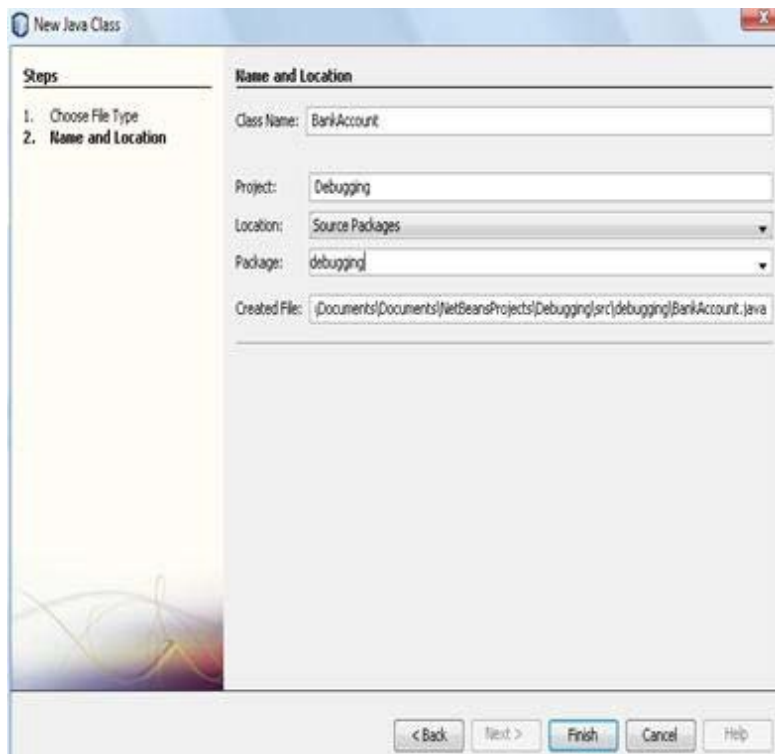 New Java Class
Steps
1. Choose File Type
2. Name and Location
Name and Location
Class Name: BankAccount
Project: Debugging
Location: Source Packages
Package: debugging
Created File: \Documents\Documents\NetBeansProjects\Debugging\src\debugging\BankAccount.java
< Back Next > Finish Cancel Help